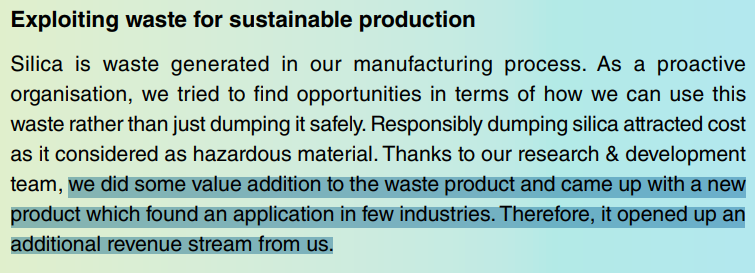 Exploiting waste for sustainable production
Silica is waste generated in our manufacturing process. As a proactive
organisation, we tried to find opportunities in terms of how we can use this
waste rather than just dumping it safely. Responsibly dumping silica attracted cost
as it considered as hazardous material. Thanks to our research & development
team, we did some value addition to the waste product and came up with a new
product which found an application in few industries. Therefore, it opened up an
additional revenue stream from us.